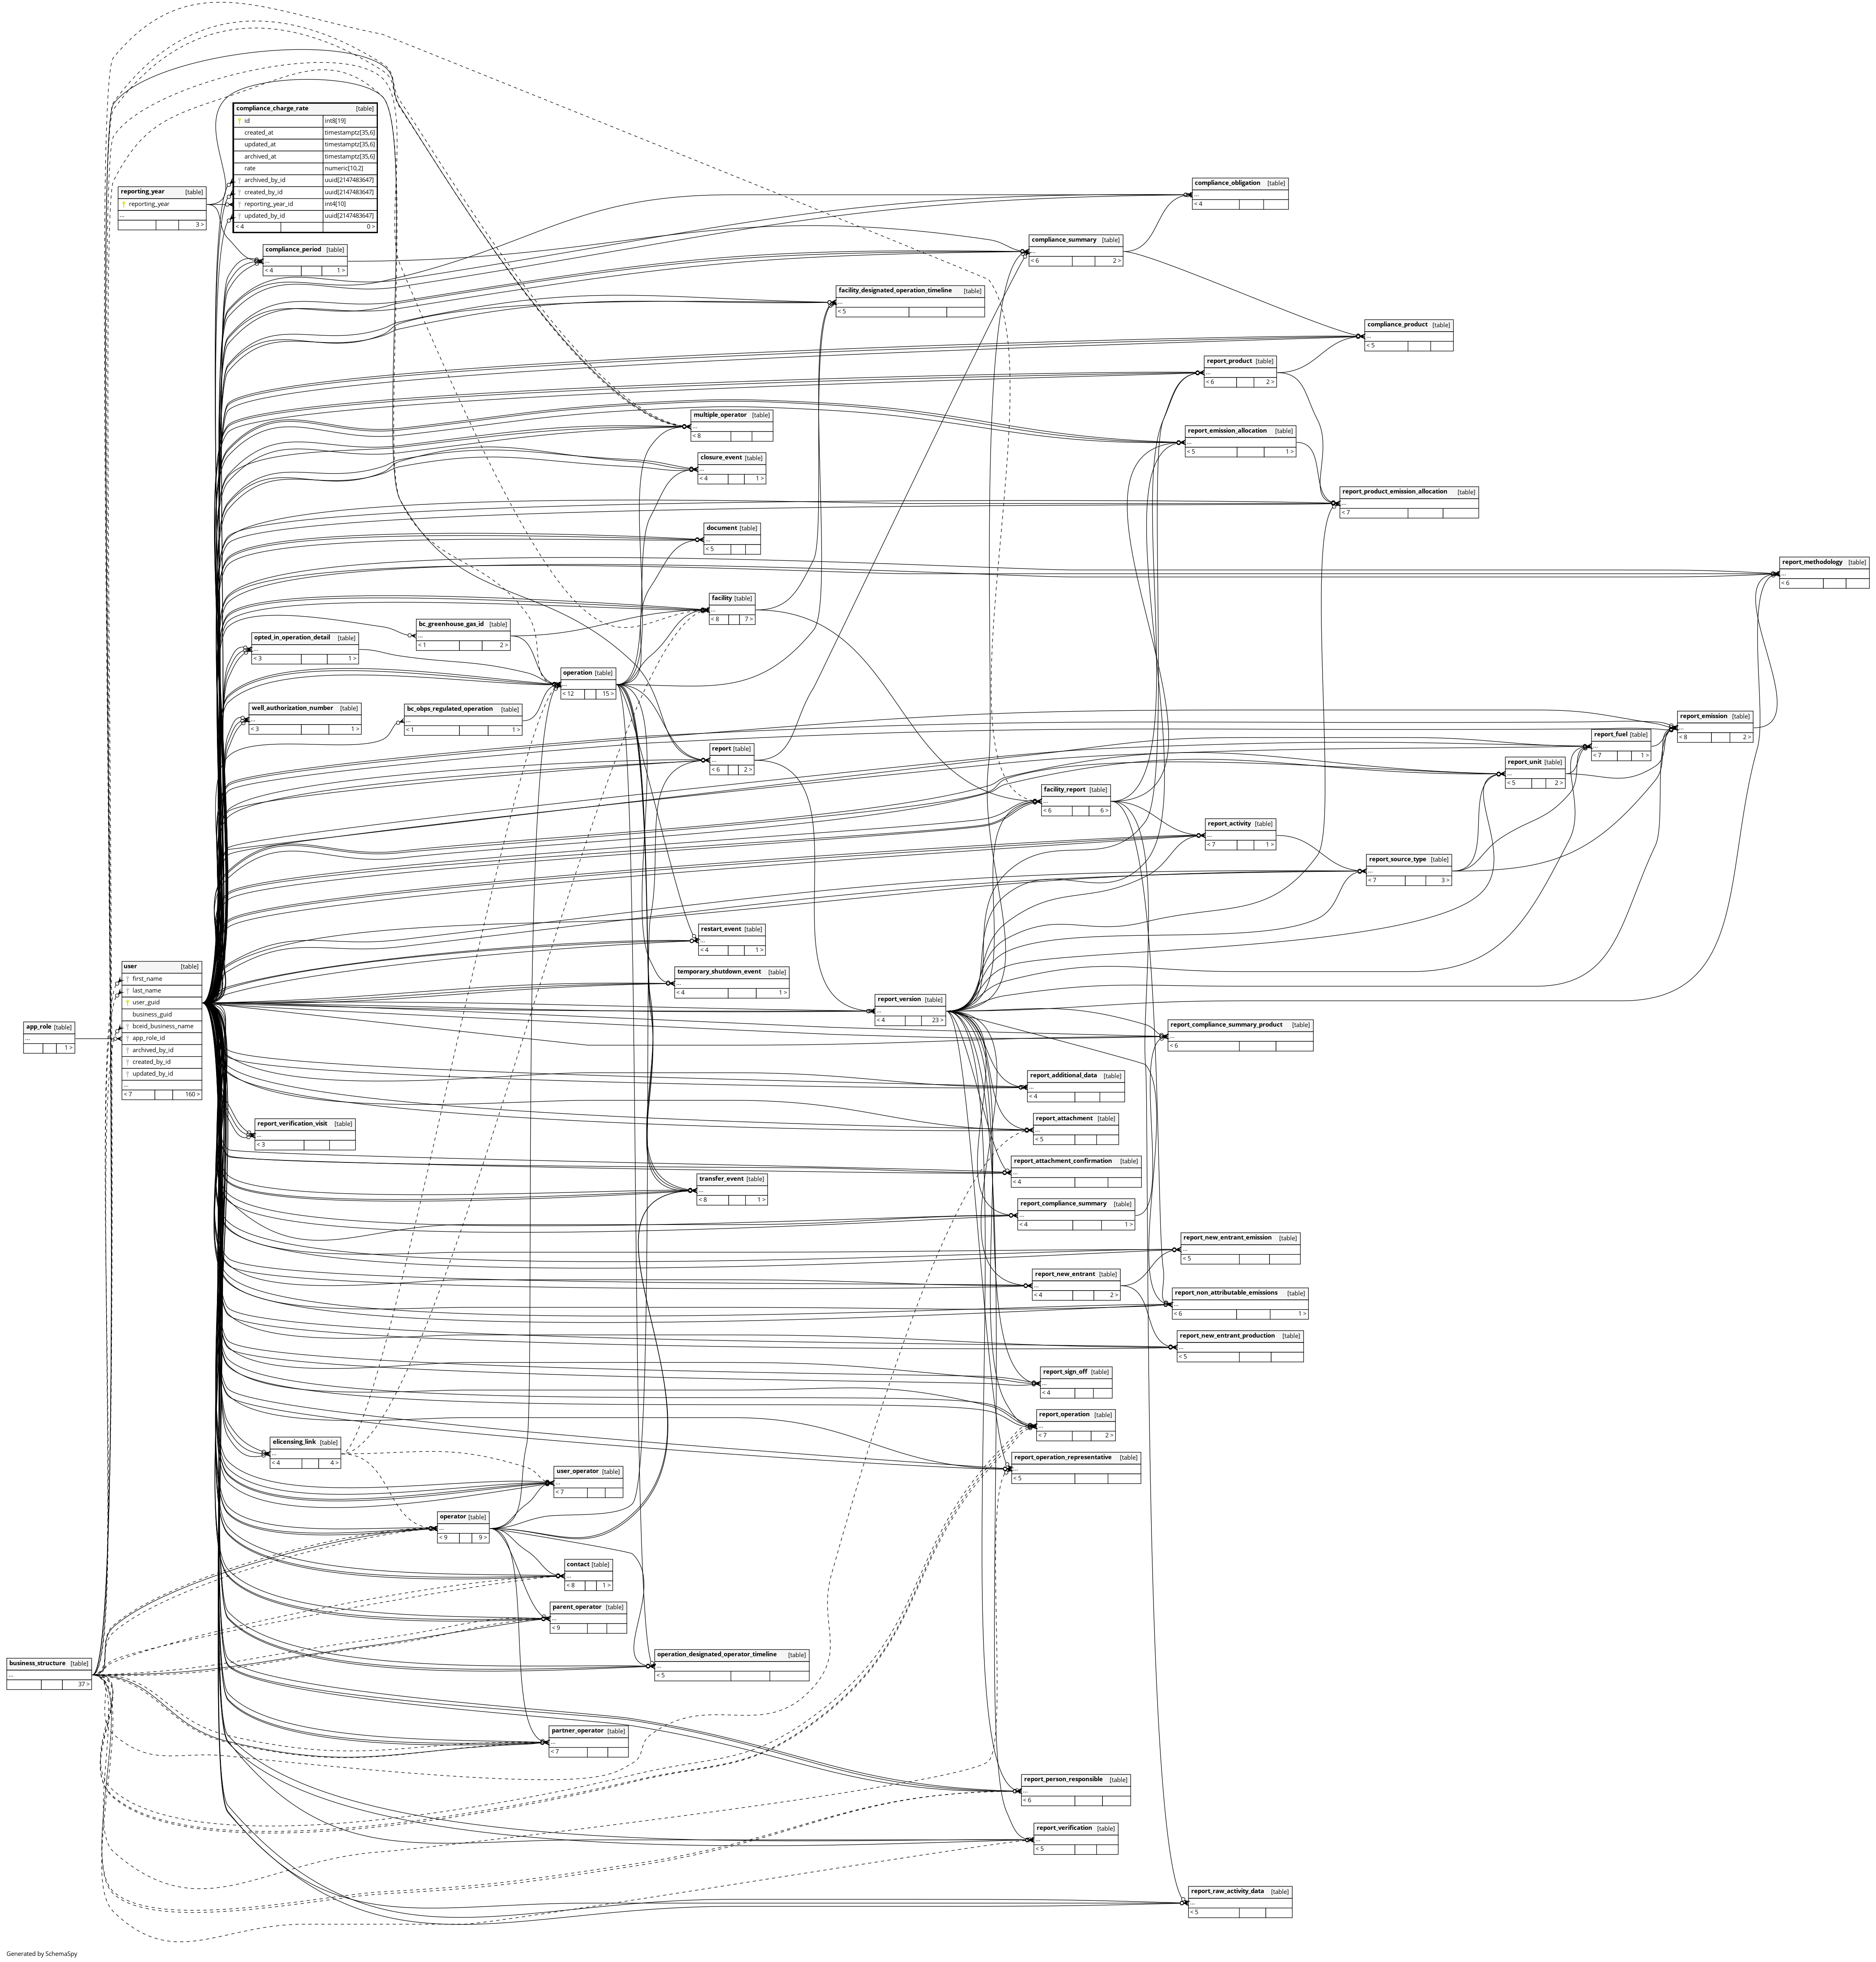 compliance_charge_rate [table]
id int8[19]
created_at timestamptz[35,6]
updated_at timestamptz[35,6]
archived_at timestamptz[35,6]
rate numeric[10,2]
archived_by_id uuid[2147483647]
created_by_id uuid[2147483647]
reporting_year_id int4[10]
updated_by_id uuid[2147483647]
< 4 0 >
reporting_year [table]
reporting_year
...
3 >
compliance_period [table]
...
< 4 1 >
compliance_obligation [table]
...
< 4
compliance_summary [table]
...
< 6 2 >
facility_designated_operation_timeline [table]
...
< 5
compliance_product [table]
...
< 5
report_product [table]
...
< 6 2 >
multiple_operator [table]
...
< 8
report_emission_allocation [table]
...
< 5 1 >
closure_event [table]
...
< 4 1 >
report_product_emission_allocation [table]
...
< 7
document [table]
...
< 5
report_methodology [table]
...
< 6
facility [table]
...
< 8 7 >
bc_greenhouse_gas_id [table]
...
< 1 2 >
opted_in_operation_detail [table]
...
< 3 1 >
operation [table]
...
< 12 15 >
well_authorization_number [table]
...
< 3 1 >
bc_obps_regulated_operation [table]
...
< 1 1 >
report_emission [table]
...
< 8 2 >
report_fuel [table]
...
< 7 1 >
report [table]
...
< 6 2 >
report_unit [table]
...
< 5 2 >
facility_report [table]
...
< 6 6 >
report_activity [table]
...
< 7 1 >
report_source_type [table]
...
< 7 3 >
restart_event [table]
...
< 4 1 >
user [table]
first_name
last_name
user_guid
business_guid
bceid_business_name
app_role_id
archived_by_id
created_by_id
updated_by_id
...
< 7 160 >
temporary_shutdown_event [table]
...
< 4 1 >
report_version [table]
...
< 4 23 >
app_role [table]
...
1 >
report_compliance_summary_product [table]
...
< 6
report_additional_data [table]
...
< 4
report_verification_visit [table]
...
< 3
report_attachment [table]
...
< 5
report_attachment_confirmation [table]
...
< 4
transfer_event [table]
...
< 8 1 >
report_compliance_summary [table]
...
< 4 1 >
report_new_entrant_emission [table]
...
< 5
report_new_entrant [table]
...
< 4 2 >
report_non_attributable_emissions [table]
...
< 6 1 >
report_new_entrant_production [table]
...
< 5
report_sign_off [table]
...
< 4
report_operation [table]
...
< 7 2 >
elicensing_link [table]
...
< 4 4 >
report_operation_representative [table]
...
< 5
user_operator [table]
...
< 7
operator [table]
...
< 9 9 >
contact [table]
...
< 8 1 >
parent_operator [table]
...
< 9
operation_designated_operator_timeline [table]
...
< 5
business_structure [table]
...
37 >
partner_operator [table]
...
< 7
report_person_responsible [table]
...
< 6
report_verification [table]
...
< 5
report_raw_activity_data [table]
...
< 5
Generated by SchemaSpy